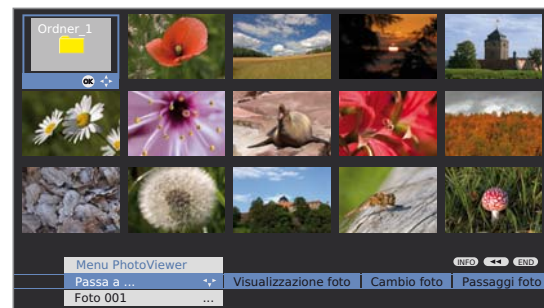 Ordner_1
OK
Menu PhotoViewer
INFO END
Passa a ... Visualizzazione foto Cambio foto Passaggi foto
Foto 001 ...